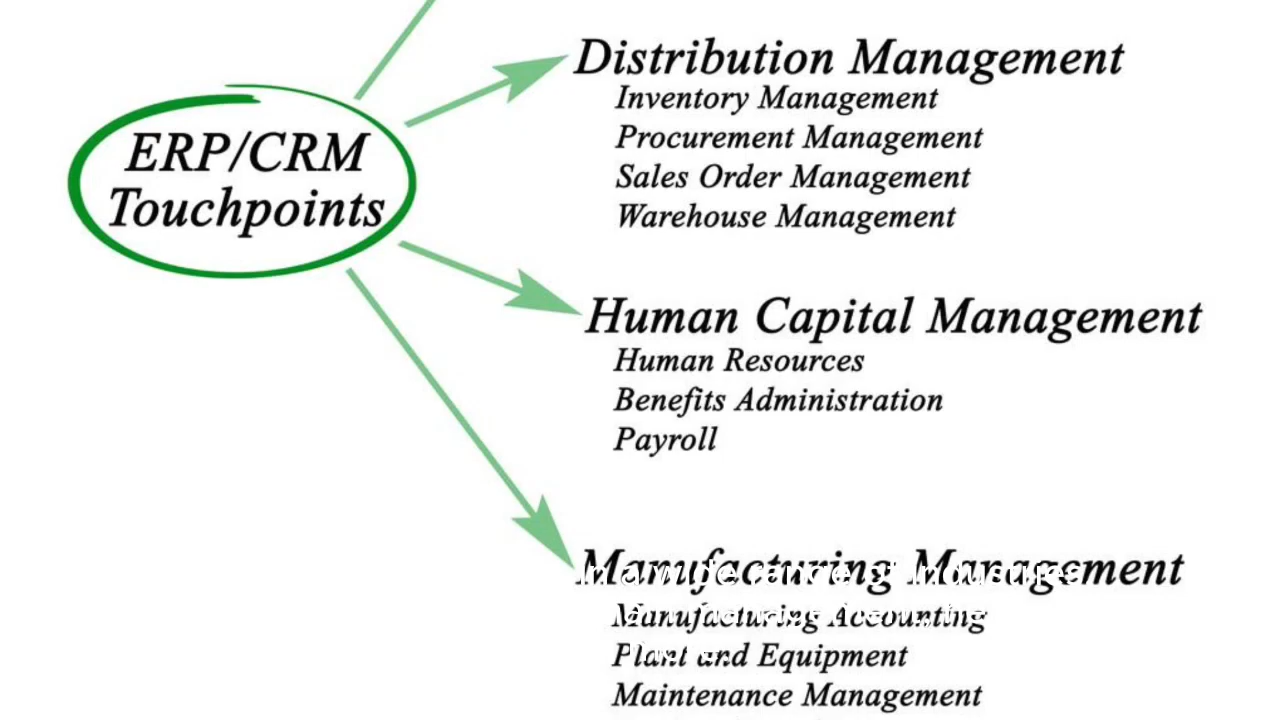 ERP/CRM
Touchpoints
Distribution Management
Inventory Management
Procurement Management
Sales Order Management
Warehouse Management
Human Capital Management
Human Resources
Benefits Administration
Payroll
Manufacturing Management
Manufacturing Accounting
Plant and Equipment
Maintenance Management